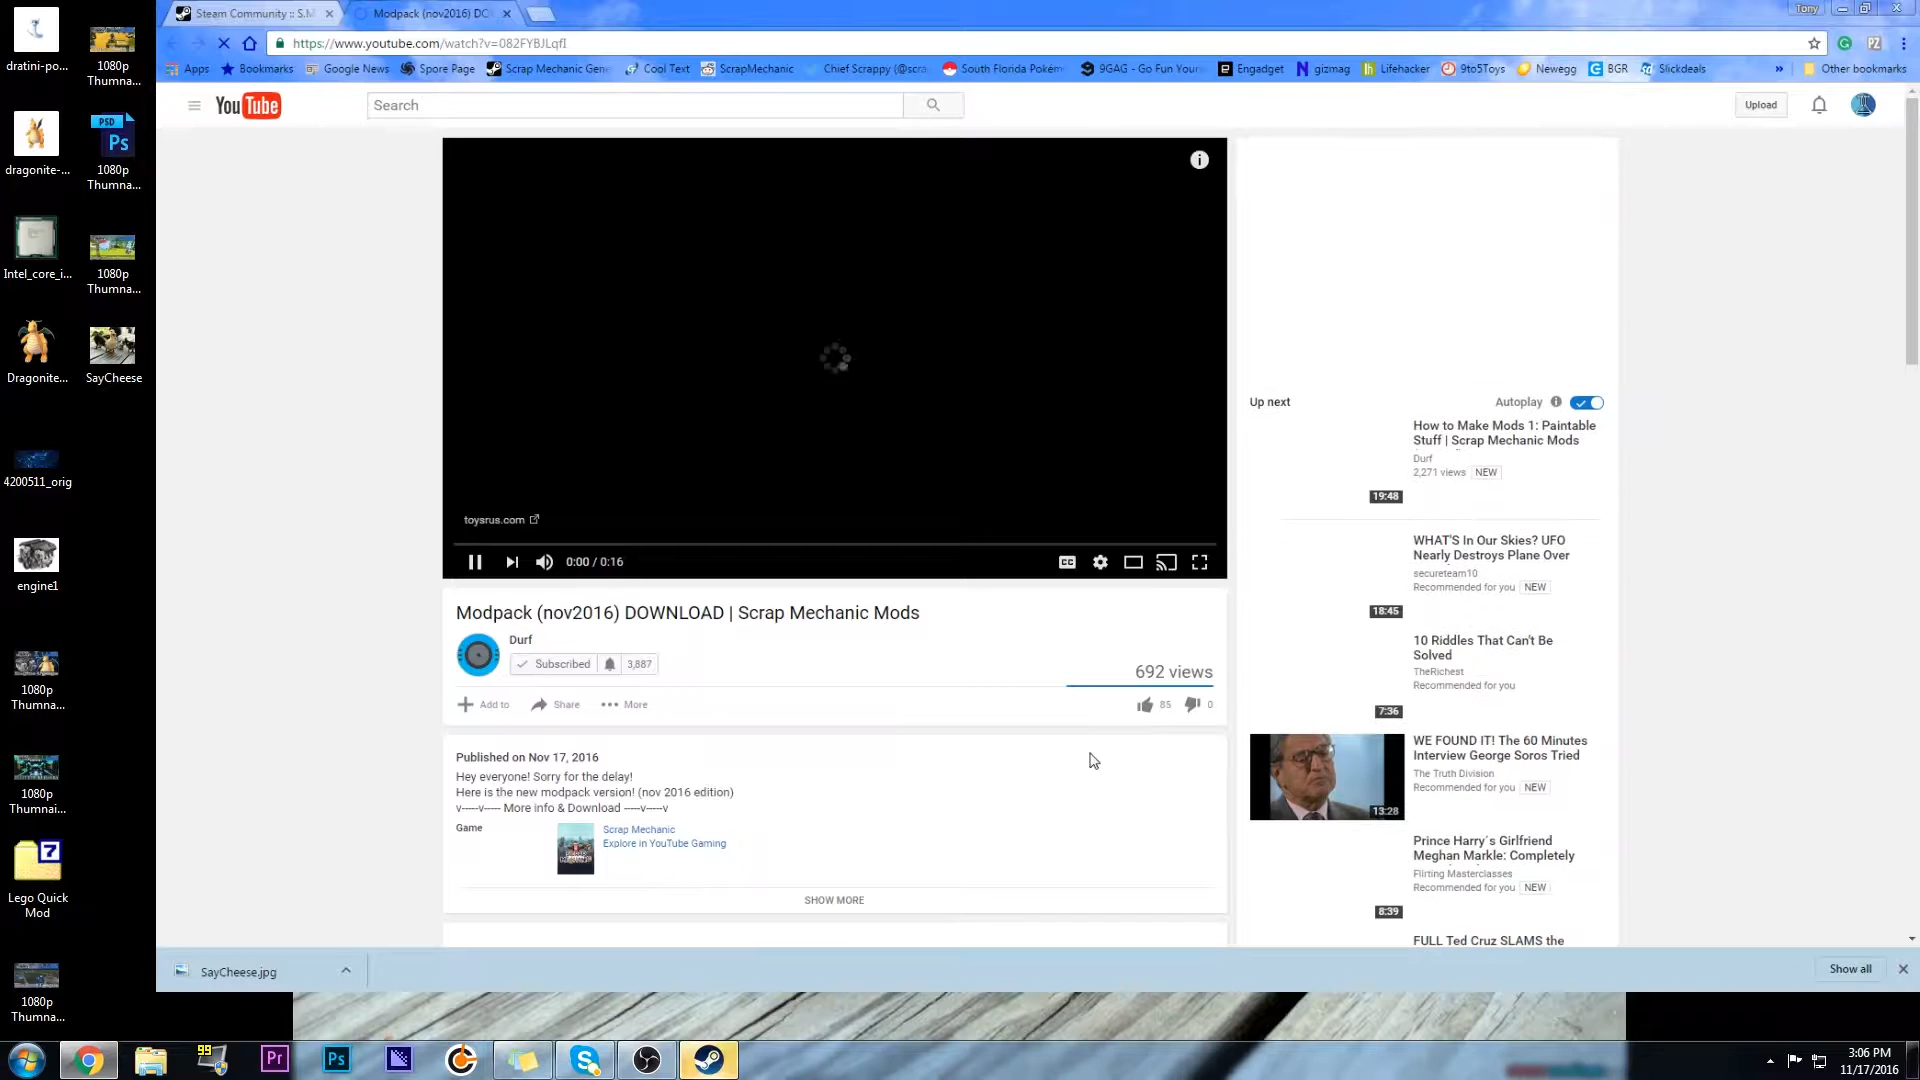 Steam Community :: S.M
Modpack (nov2016) DO
Tony
https://www.youtube.com/watch?v=082FYBJLqfI
Apps
Bookmarks
Google News
Spore Page
Scrap Mechanic Gene
Cool Text
ScrapMechanic
Chief Scrappy (@scra
South Florida Pokém
9GAG - Go Fun Your
Engadget
gizmag
Lifehacker
9to5Toys
Newegg
BGR
Slickdeals
»
Other bookmarks
YouTube
Search
Upload
toysrus.com
0:00 / 0:16
CC
Modpack (nov2016) DOWNLOAD | Scrap Mechanic Mods
Durf
Subscribed
3,887
692 views
Add to
Share
More
85
0
Published on Nov 17, 2016
Hey everyone! Sorry for the delay!
Here is the new modpack version! (nov 2016 edition)
v-----v----- More info & Download -----v-----v
Game
Scrap Mechanic
Explore in YouTube Gaming
SHOW MORE
Up next
Autoplay
How to Make Mods 1: Paintable
Stuff | Scrap Mechanic Mods
Durf
2,271 views NEW
19:48
WHAT'S In Our Skies? UFO
Nearly Destroys Plane Over
secureteam10
Recommended for you NEW
18:45
10 Riddles That Can't Be
Solved
TheRichest
Recommended for you
7:36
WE FOUND IT! The 60 Minutes
Interview George Soros Tried
The Truth Division
Recommended for you NEW
13:28
Prince Harry´s Girlfriend
Meghan Markle: Completely
Flirting Masterclasses
Recommended for you NEW
8:39
FULL Ted Cruz SLAMS the
dratini-po...
1080p
Thumna...
dragonite-...
PSD
Ps
1080p
Thumna...
Intel_core_i...
1080p
Thumna...
Dragonite...
SayCheese
4200511_orig
engine1
1080p
Thumna...
1080p
Thumnai...
7
Lego Quick
Mod
1080p
Thumna...
SayCheese.jpg
Show all
99
Pr
Ps
3:06 PM
11/17/2016